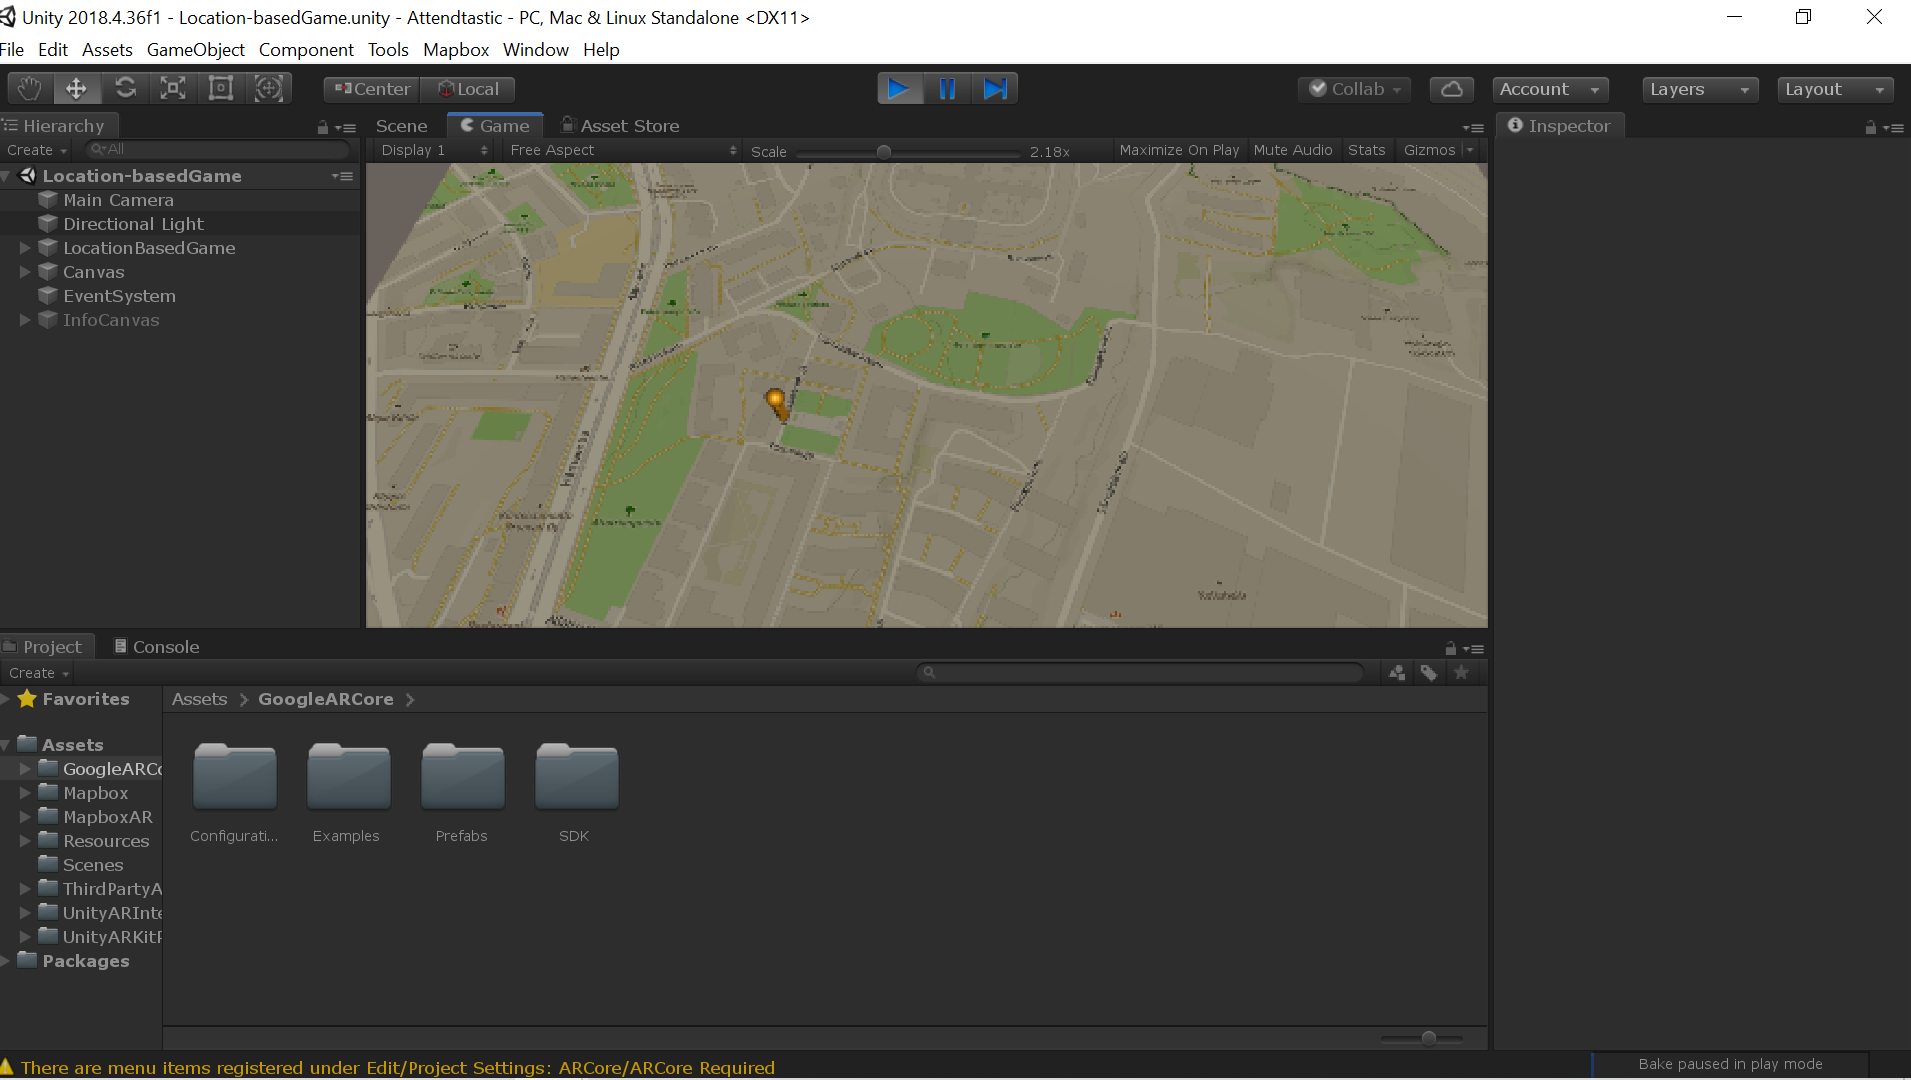 Unity 2018.4.36f1 - Location-basedGame.unity - Attendtastic - PC, Mac & Linux Standalone <DX11>
File Edit Assets GameObject Component Tools Mapbox Window Help
Center Local Collab Account Layers Layout
Hierarchy Scene Game Asset Store Inspector
Create All Display 1 Free Aspect Scale 2.18x Maximize On Play Mute Audio Stats Gizmos
Location-basedGame
Main Camera
Directional Light
LocationBasedGame
Canvas
EventSystem
InfoCanvas
Project Console
Create
Favorites Assets > GoogleARCore >
Assets
GoogleARCo
Mapbox
MapboxAR
Resources
Scenes
ThirdPartyA
UnityARInte
UnityARKitP
Packages
Configurati... Examples Prefabs SDK
There are menu items registered under Edit/Project Settings: ARCore/ARCore Required
Bake paused in play mode